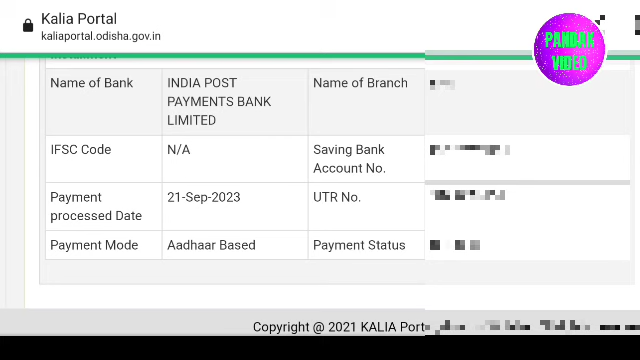 Kalia Portal
kaliaportal.odisha.gov.in
PANDAK
VIDEO
Name of Bank
INDIA POST
PAYMENTS BANK
LIMITED
Name of Branch
IFSC Code
N/A
Saving Bank
Account No.
Payment
processed Date
21-Sep-2023
UTR No.
Payment Mode
Aadhaar Based
Payment Status
Copyright @ 2021 KALIA Port